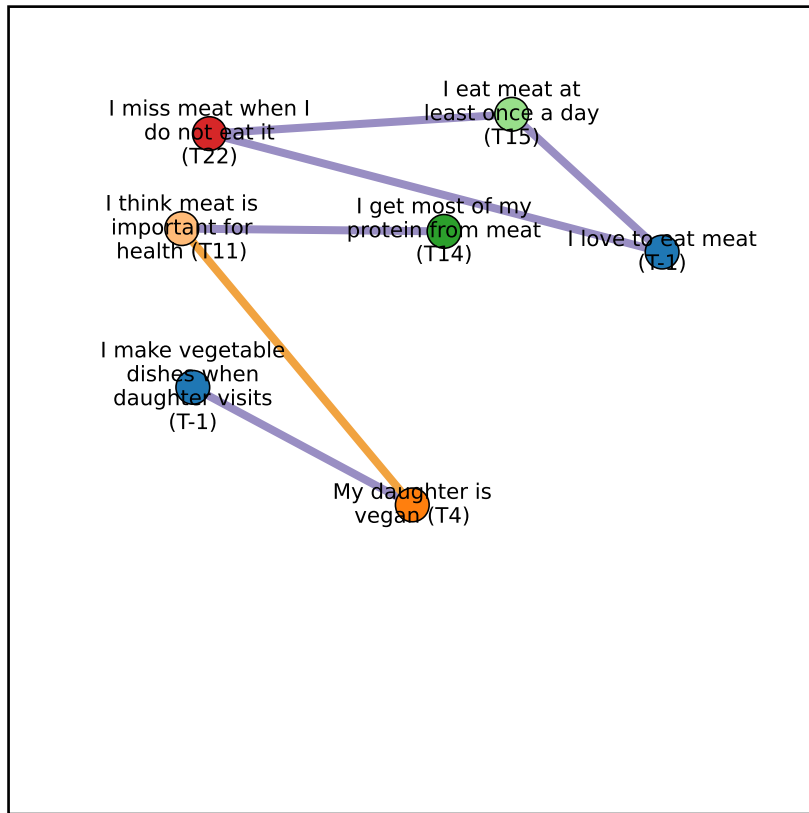 I eat meat at
least once a day
(T15)
I miss meat when I
do not eat it
(T22)
I think meat is
important for
health (T11)
I get most of my
protein from meat
(T14)
I love to eat meat
(T-1)
I make vegetable
dishes when
daughter visits
(T-1)
My daughter is
vegan (T4)